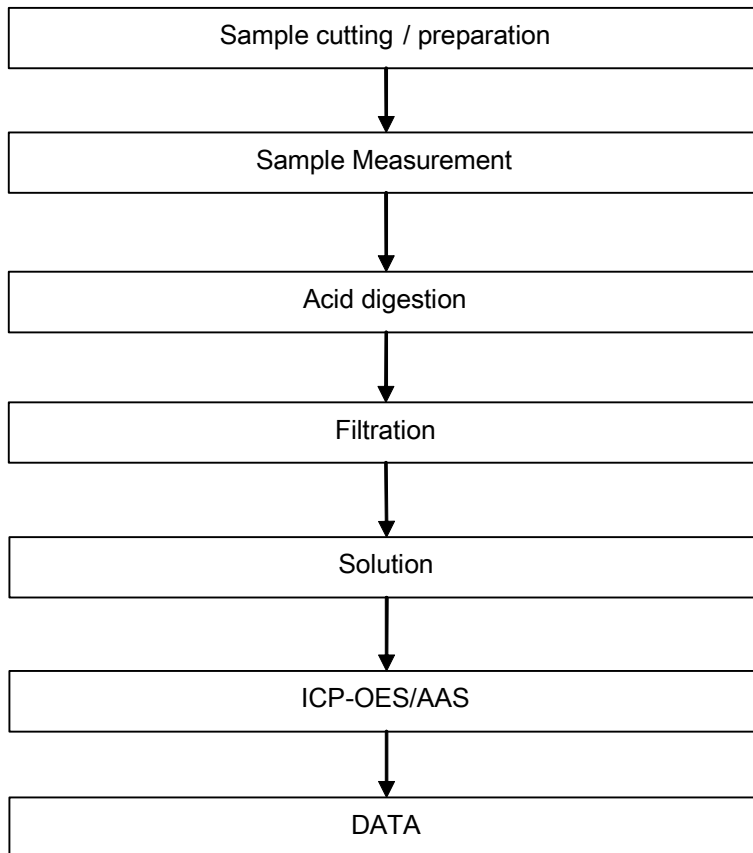 Sample cutting / preparation
Sample Measurement
Acid digestion
Filtration
Solution
ICP-OES/AAS
DATA